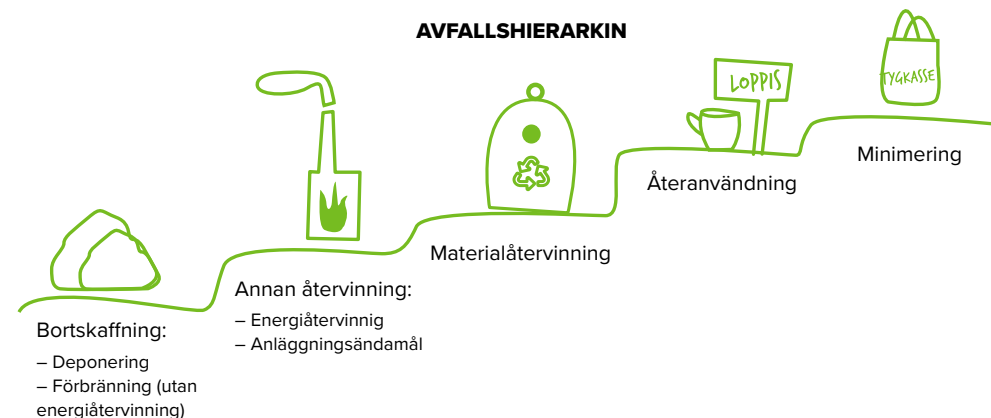 AVFALLSHIERARKIN
Bortskaffning:
– Deponering
– Förbränning (utan
energiåtervinning)
Annan återvinning:
– Energiåtervinnig
– Anläggningsändamål
Materialåtervinning
LOPPIS
Återanvändning
TYGKASSE
Minimering